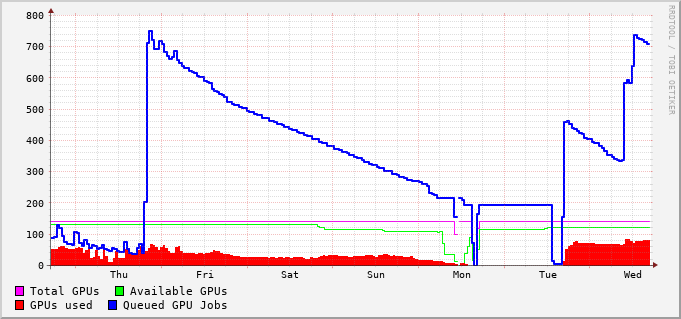 800
700
600
500
400
300
200
100
0
Thu Fri Sat Sun Mon Tue Wed
Total GPUs Available GPUs
GPUs used Queued GPU Jobs
RRDTOOL / TOBI OETIKER